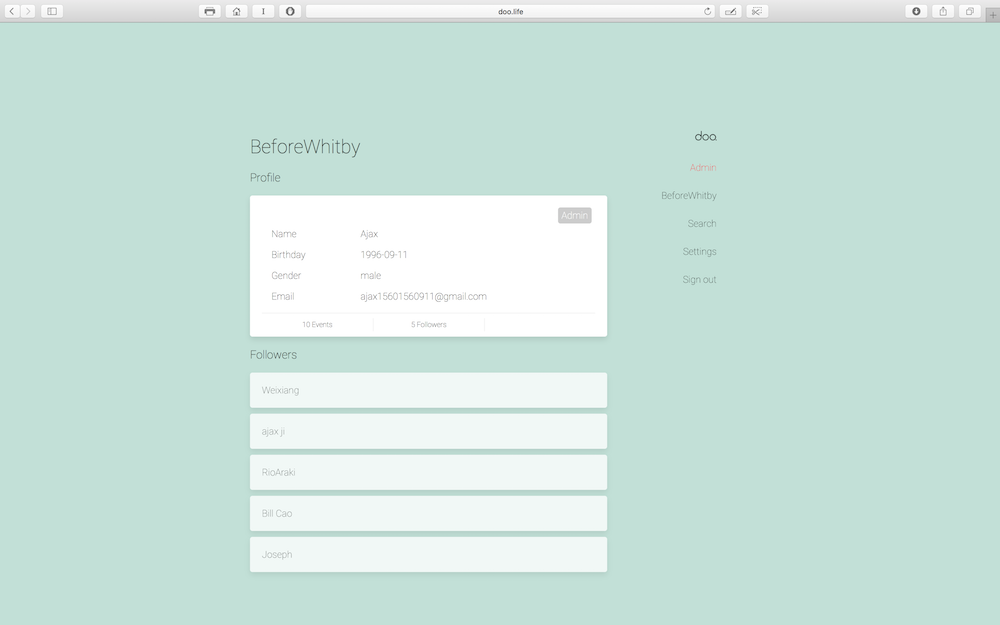 doo.life
BeforeWhitby
Profile
Admin
Name Ajax
Birthday 1996-09-11
Gender male
Email ajax15601560911@gmail.com
10 Events 5 Followers
Followers
Weixiang
ajax ji
RioAraki
Bill Cao
Joseph
doo.
Admin
BeforeWhitby
Search
Settings
Sign out